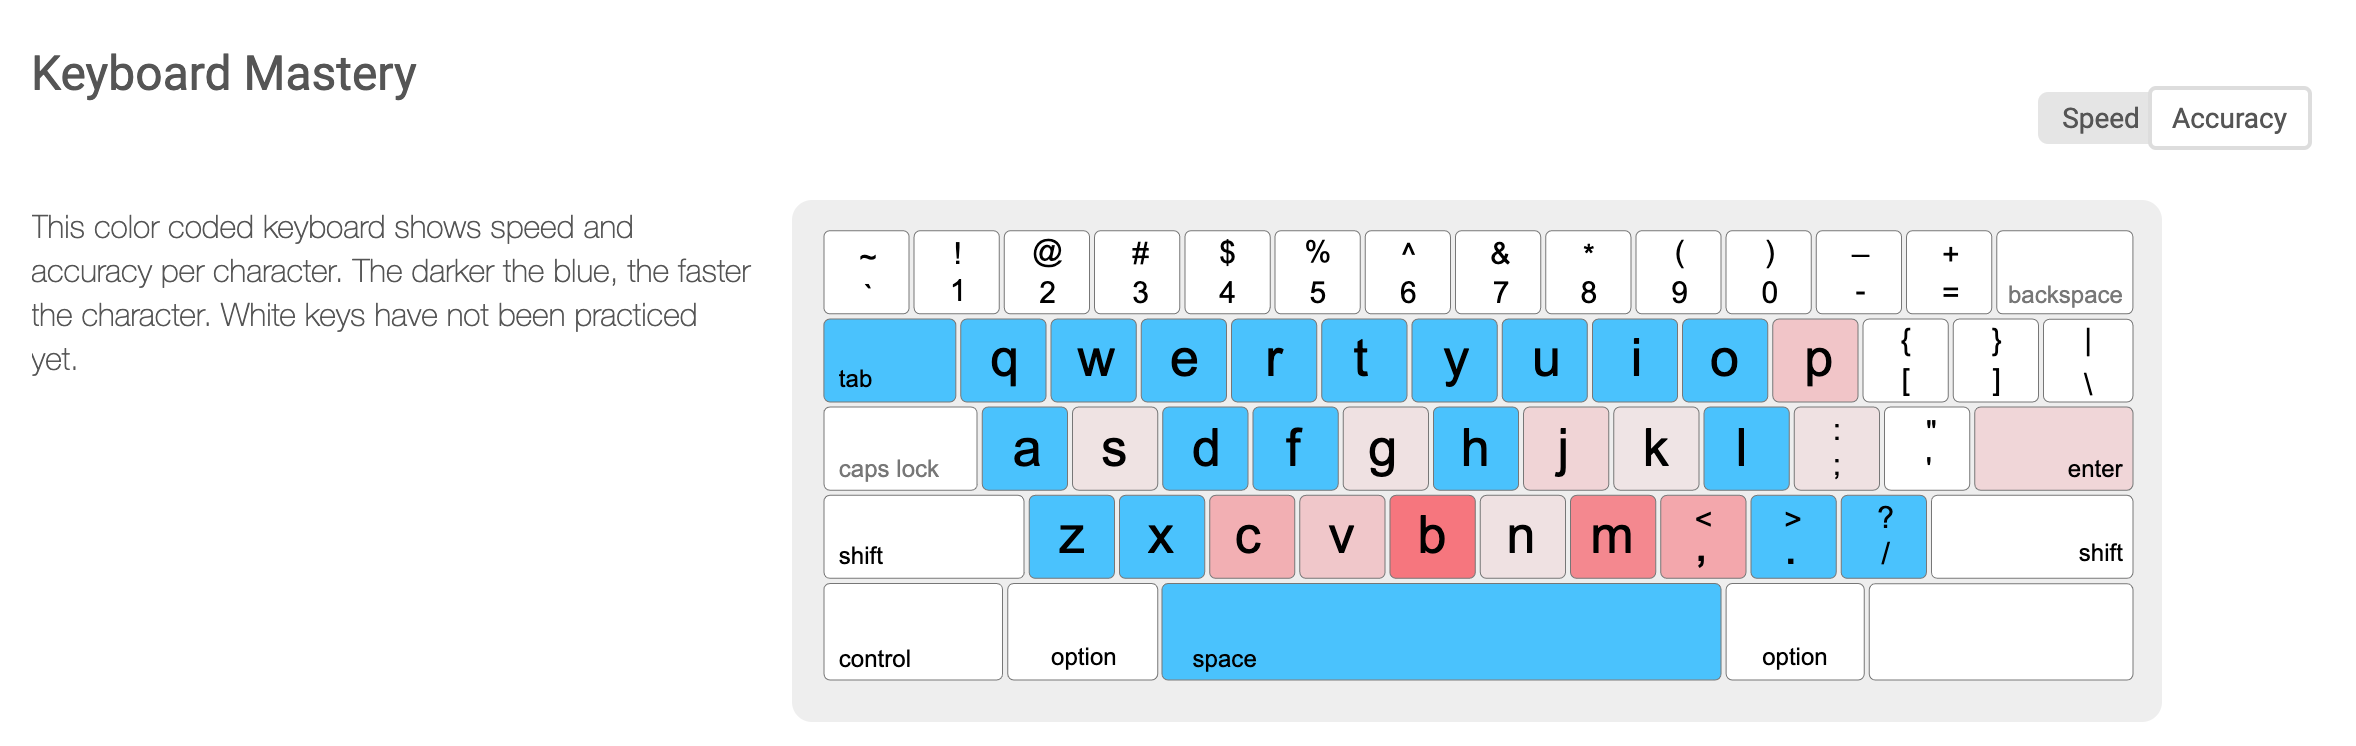 Keyboard Mastery
Speed Accuracy
This color coded keyboard shows speed and
accuracy per character. The darker the blue, the faster
the character. White keys have not been practiced
yet.
~ ! @ # $ % ^ & * ( ) _ +
` 1 2 3 4 5 6 7 8 9 0 - = backspace
tab q w e r t y u i o p { [ } ] | \
caps lock a s d f g h j k l : ; " ' enter
shift z x c v b n m < , > . ? / shift
control option space option